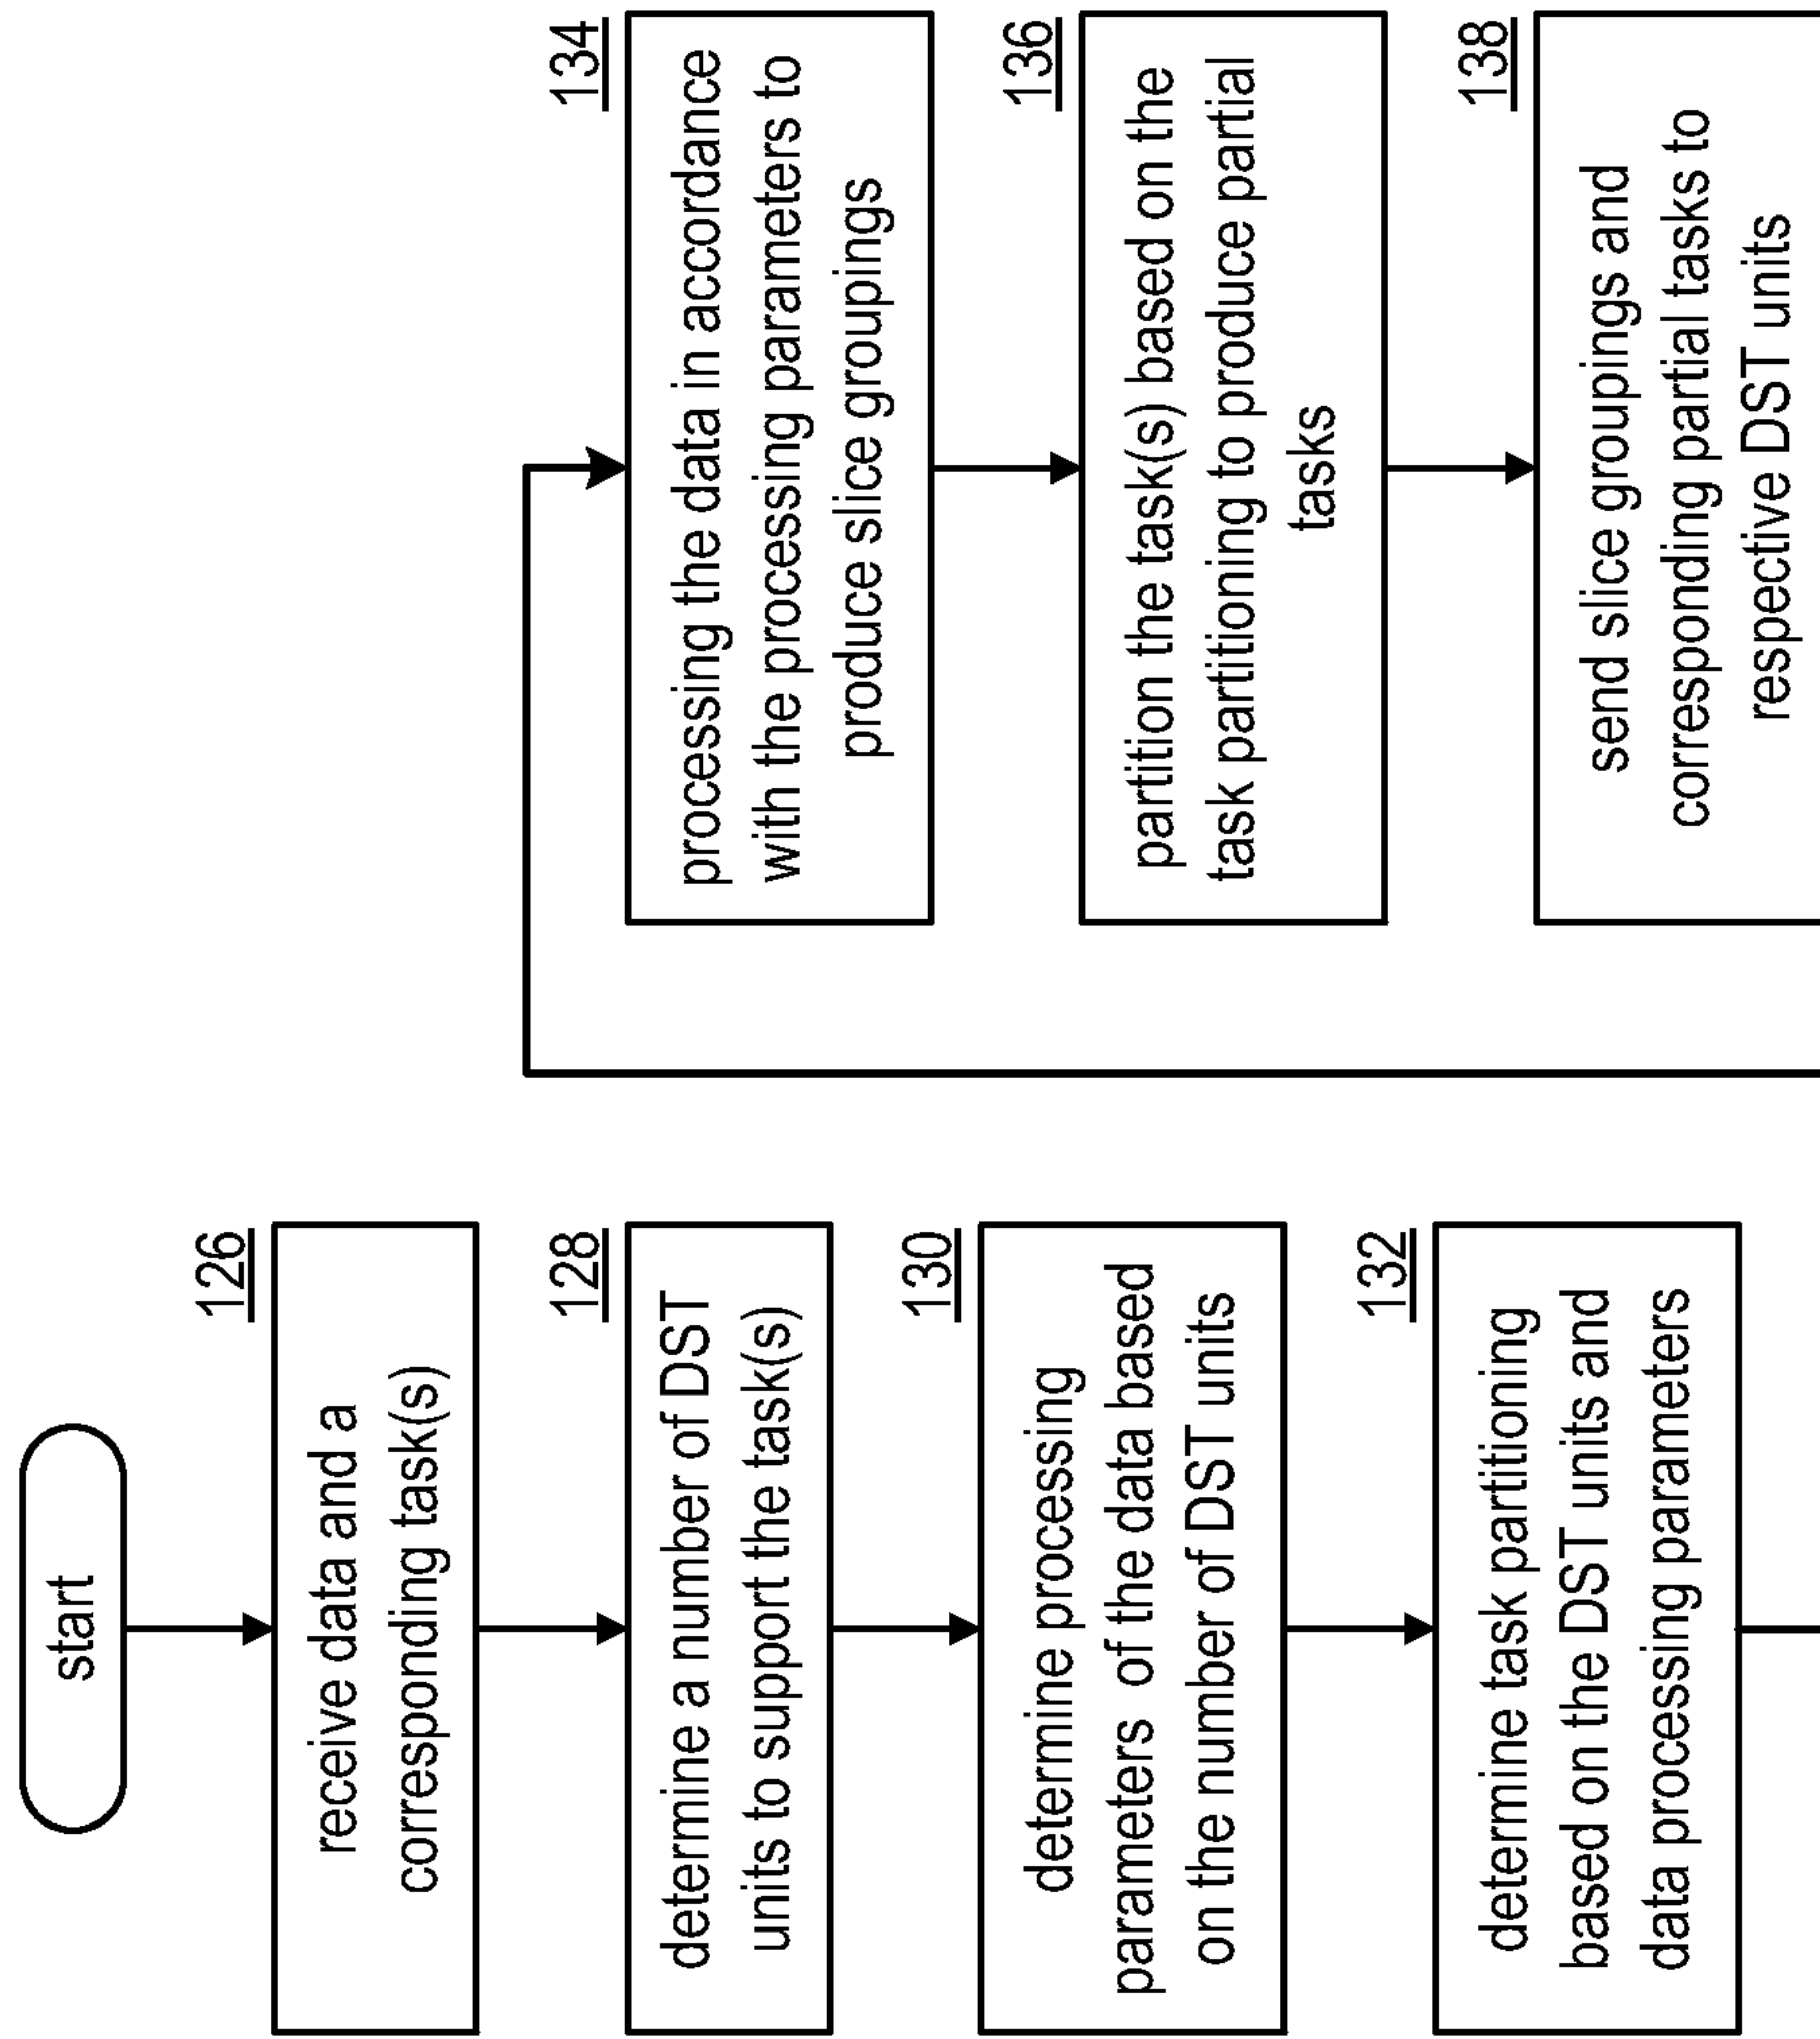 start
126
receive data and a
corresponding task(s)
128
determine a number of DST
units to support the task(s)
130
determine processing
parameters of the data based
on the number of DST units
132
determine task partitioning
based on the DST units and
data processing parameters
134
processing the data in accordance
with the processing parameters to
produce slice groupings
136
partition the task(s) based on the
task partitioning to produce partial
tasks
138
send slice groupings and
corresponding partial tasks to
respective DST units